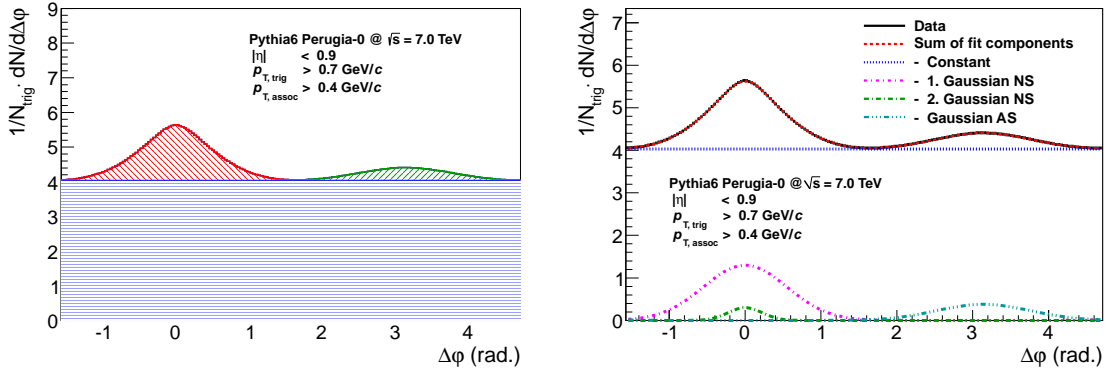 1/N_trig. dN/dΔφ
9
8
7
6
5
4
3
2
1
0
Pythia6 Perugia-0 @ √s = 7.0 TeV
|η| < 0.9
p_T, trig > 0.7 GeV/c
p_T, assoc > 0.4 GeV/c
-1 0 1 2 3 4
Δφ (rad.)
1/N_trig. dN/dΔφ
7
6
5
4
3
2
1
0
Data
Sum of fit components
- Constant
- 1. Gaussian NS
- 2. Gaussian NS
- Gaussian AS
Pythia6 Perugia-0 @ √s = 7.0 TeV
|η| < 0.9
p_T, trig > 0.7 GeV/c
p_T, assoc > 0.4 GeV/c
-1 0 1 2 3 4
Δφ (rad.)